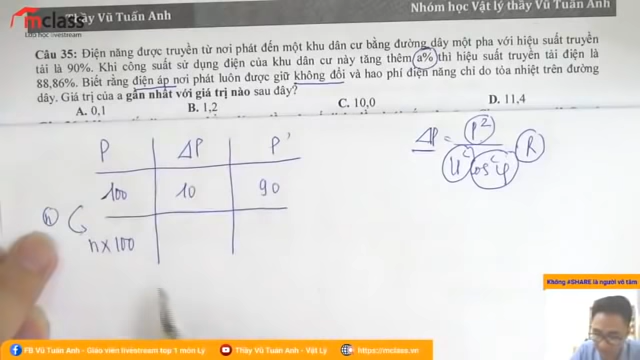 mclass
Lửa học livestream
Thầy Vũ Tuấn Anh
Nhóm học Vật lý thầy Vũ Tuấn Anh
Câu 35: Điện năng được truyền từ nơi phát đến một khu dân cư bằng đường dây một pha với hiệu suất truyền
tải là 90%. Khi công suất sử dụng điện của khu dân cư này tăng thêm a% thì hiệu suất truyền tải điện là
88,86%. Biết rằng điện áp nơi phát luôn được giữ không đổi và hao phí điện năng chỉ do tỏa nhiệt trên đường
dây. Giá trị của a gần nhất với giá trị nào sau đây?
A. 0,1 B. 1,2 C. 10,0 D. 11,4
P ΔP P'
100 10 90
n
n×100
ΔP = P² / U² cos²φ R
Không #SHARE là người vô tâm
FB Vũ Tuấn Anh - Giáo viên livestream top 1 môn Lý
Thầy Vũ Tuấn Anh - Vật Lý
https://mclass.vn